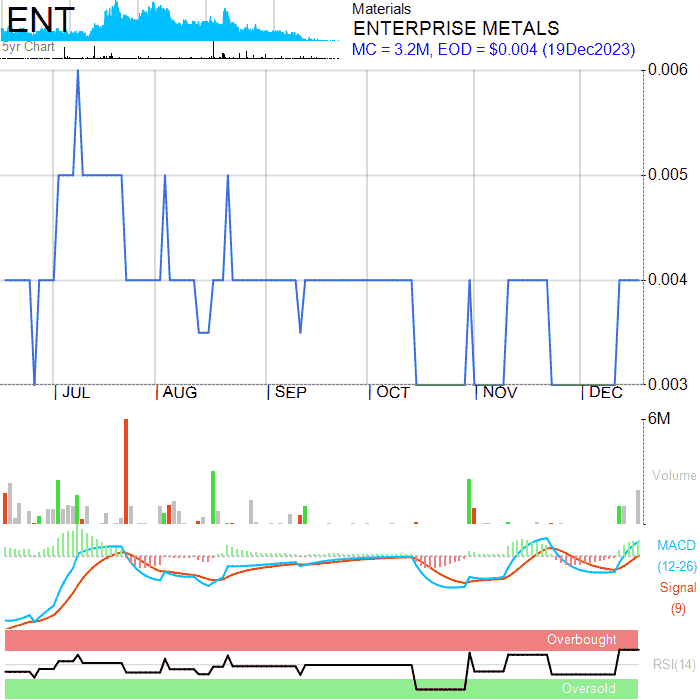 ENT
5yr Chart
Materials
ENTERPRISE METALS
MC = 3.2M, EOD = $0.004 (19Dec2023)
0.006
0.005
0.004
0.003
JUL AUG SEP OCT NOV DEC
6M
Volume
MACD
(12-26)
Signal
(9)
Overbought
RSI(14)
Oversold